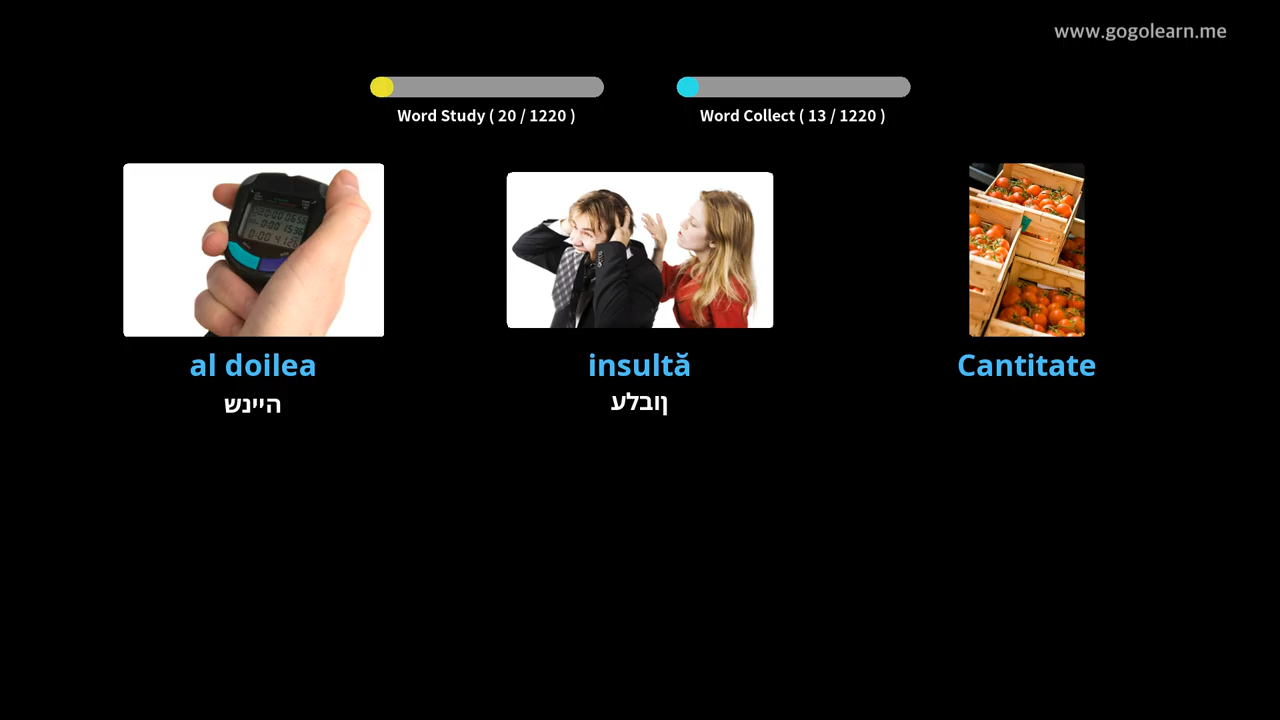 www.gogolearn.me
Word Study ( 20 / 1220 )
Word Collect ( 13 / 1220 )
al doilea
היינש
insultă
ןובלע
Cantitate